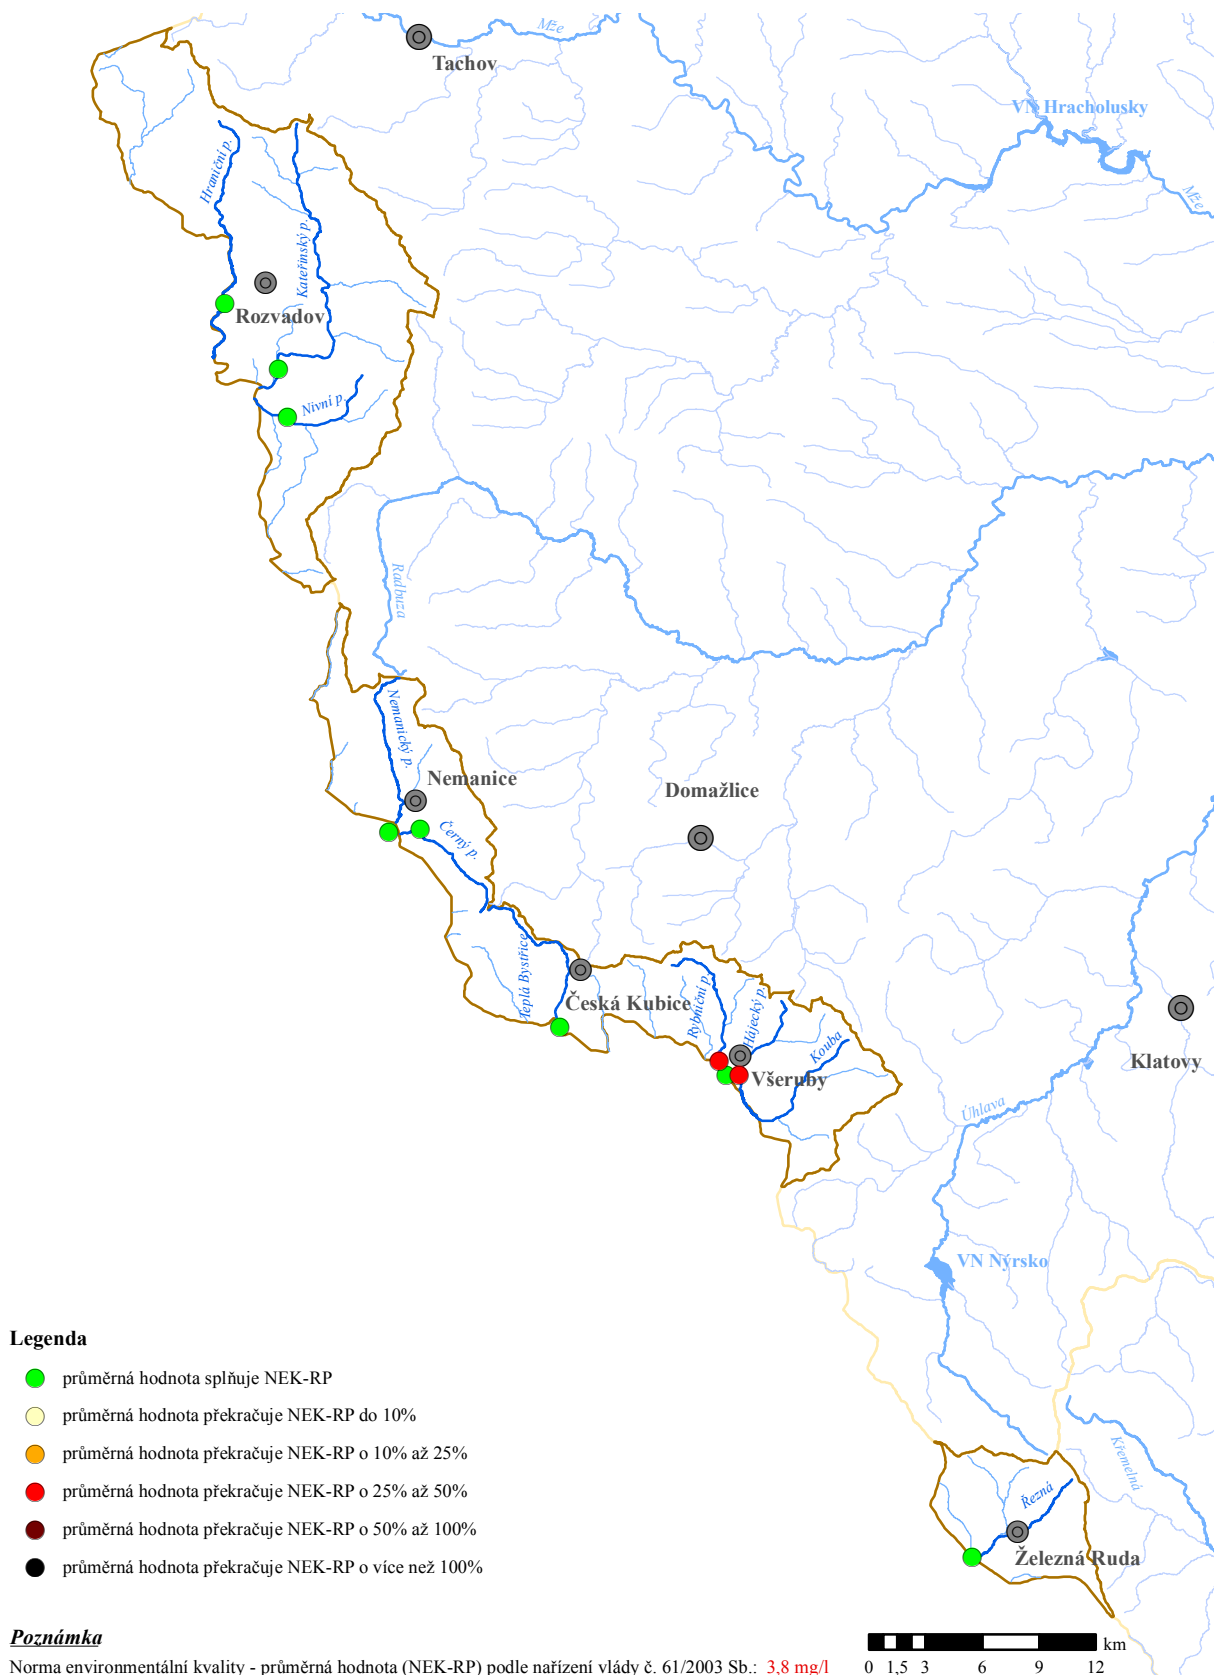 Mže
Tachov
VN Hracholusky
Mže
Hraniční p.
Kateřinský p.
Rozvadov
Nivní p.
Radbuza
Nemanický p.
Nemanice
Domažlice
Černý p.
Teplá Bystřice
Česká Kubice
Rybniční p.
Hájecký p.
Kouba
Všeruby
Klatovy
Úhlava
VN Nýrsko
Křemelná
Řezná
Železná Ruda
Legenda
průměrná hodnota splňuje NEK-RP
průměrná hodnota překračuje NEK-RP do 10%
průměrná hodnota překračuje NEK-RP o 10% až 25%
průměrná hodnota překračuje NEK-RP o 25% až 50%
průměrná hodnota překračuje NEK-RP o 50% až 100%
průměrná hodnota překračuje NEK-RP o více než 100%
Poznámka
Norma environmentální kvality - průměrná hodnota (NEK-RP) podle nařízení vlády č. 61/2003 Sb.: 3,8 mg/l
km
0 1,5 3 6 9 12